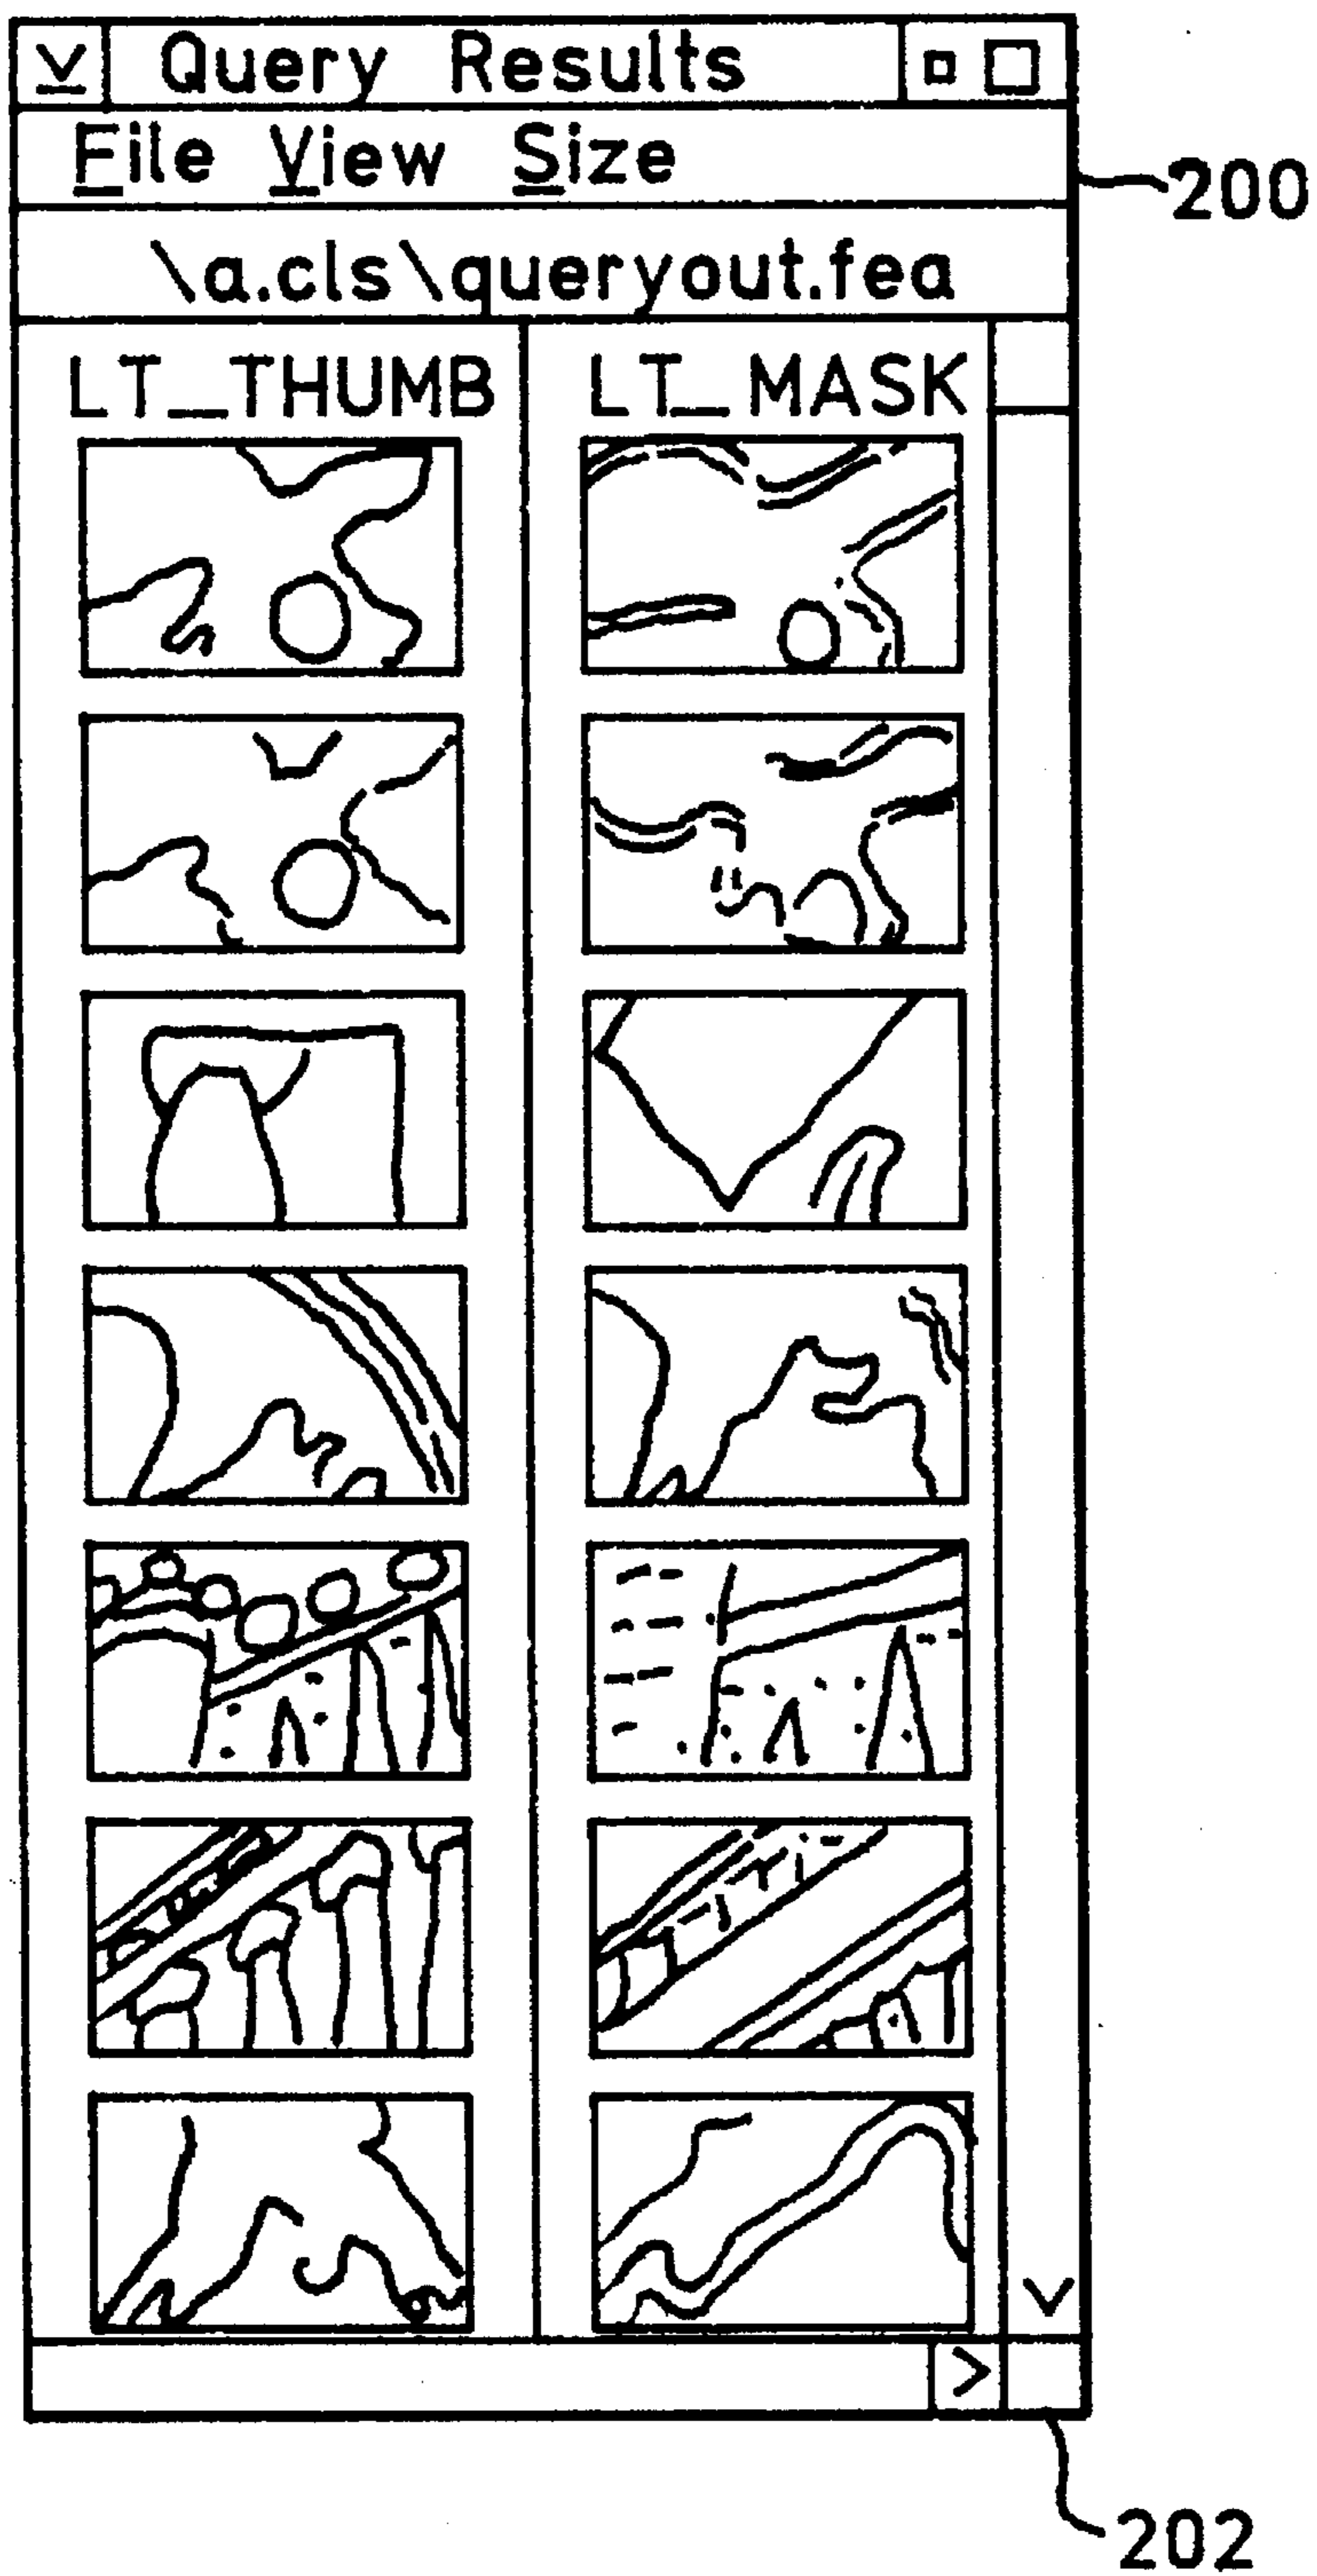 Query Results
File View Size
200
\a.cls\queryout.fea
LT_THUMB LT_MASK
202